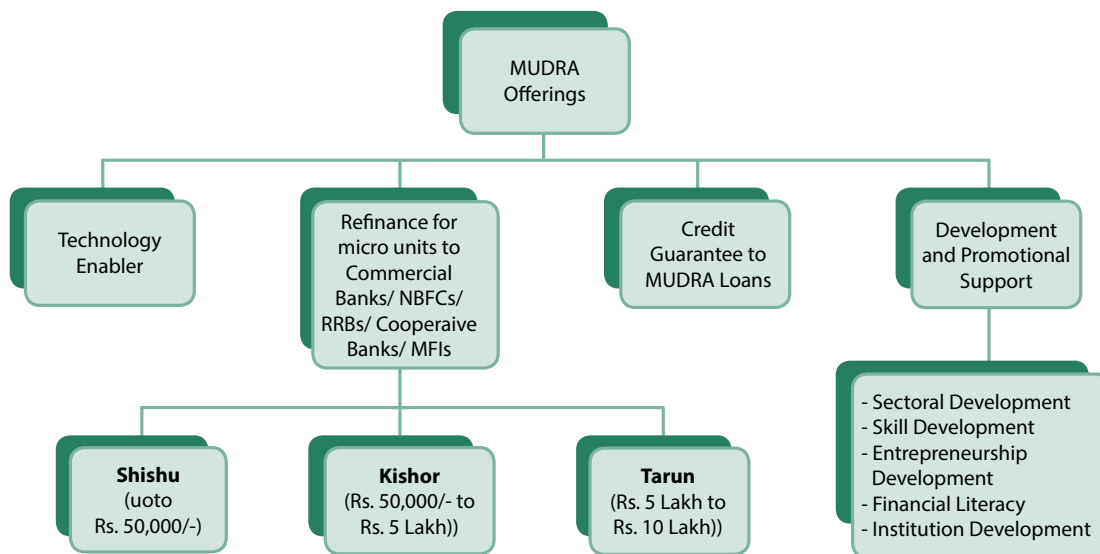 MUDRA
Offerings
Technology
Enabler
Refinance for
micro units to
Commercial
Banks/ NBFCs/
RRBs/ Cooperaive
Banks/ MFIs
Credit
Guarantee to
MUDRA Loans
Development
and Promotional
Support
Shishu
(uoto
Rs. 50,000/-)
Kishor
(Rs. 50,000/- to
Rs. 5 Lakh))
Tarun
(Rs. 5 Lakh to
Rs. 10 Lakh))
- Sectoral Development
- Skill Development
- Entrepreneurship
Development
- Financial Literacy
- Institution Development